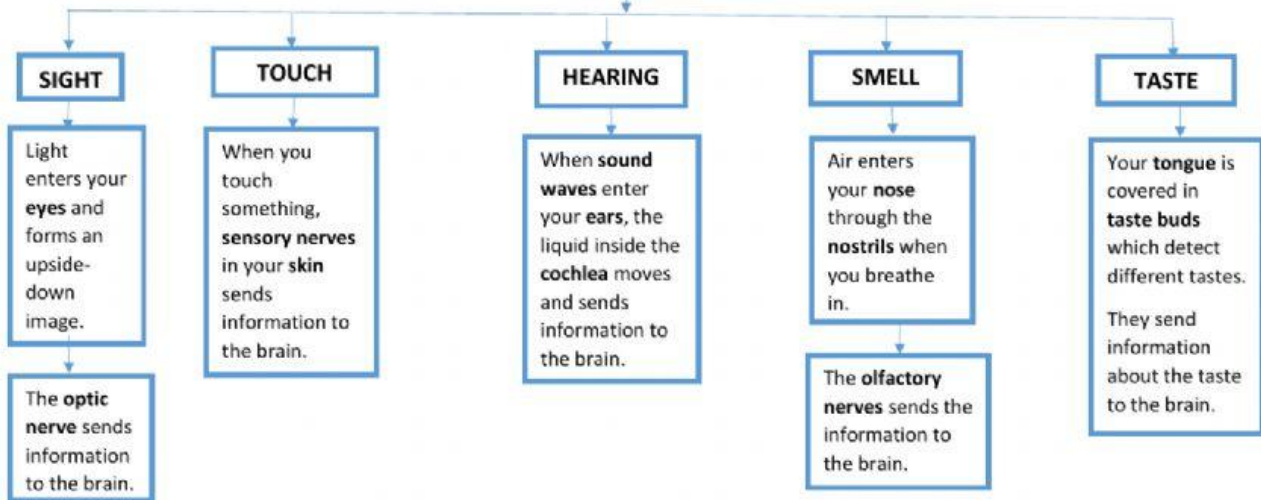 SIGHT
Light
enters your
eyes and
forms an
upside-
down
image.
The optic
nerve sends
information
to the brain.
TOUCH
When you
touch
something,
sensory nerves
in your skin
sends
information to
the brain.
HEARING
When sound
waves enter
your ears, the
liquid inside the
cochlea moves
and sends
information to
the brain.
SMELL
Air enters
your nose
through the
nostrils when
you breathe
in.
The olfactory
nerves sends the
information to
the brain.
TASTE
Your tongue is
covered in
taste buds
which detect
different tastes.
They send
information
about the taste
to the brain.